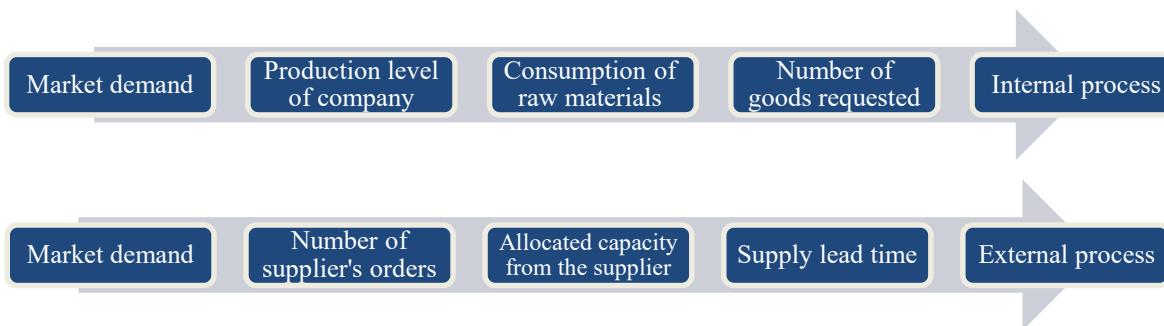 Market demand
Production level
of company
Consumption of
raw materials
Number of
goods requested
Internal process
Market demand
Number of
supplier's orders
Allocated capacity
from the supplier
Supply lead time
External process